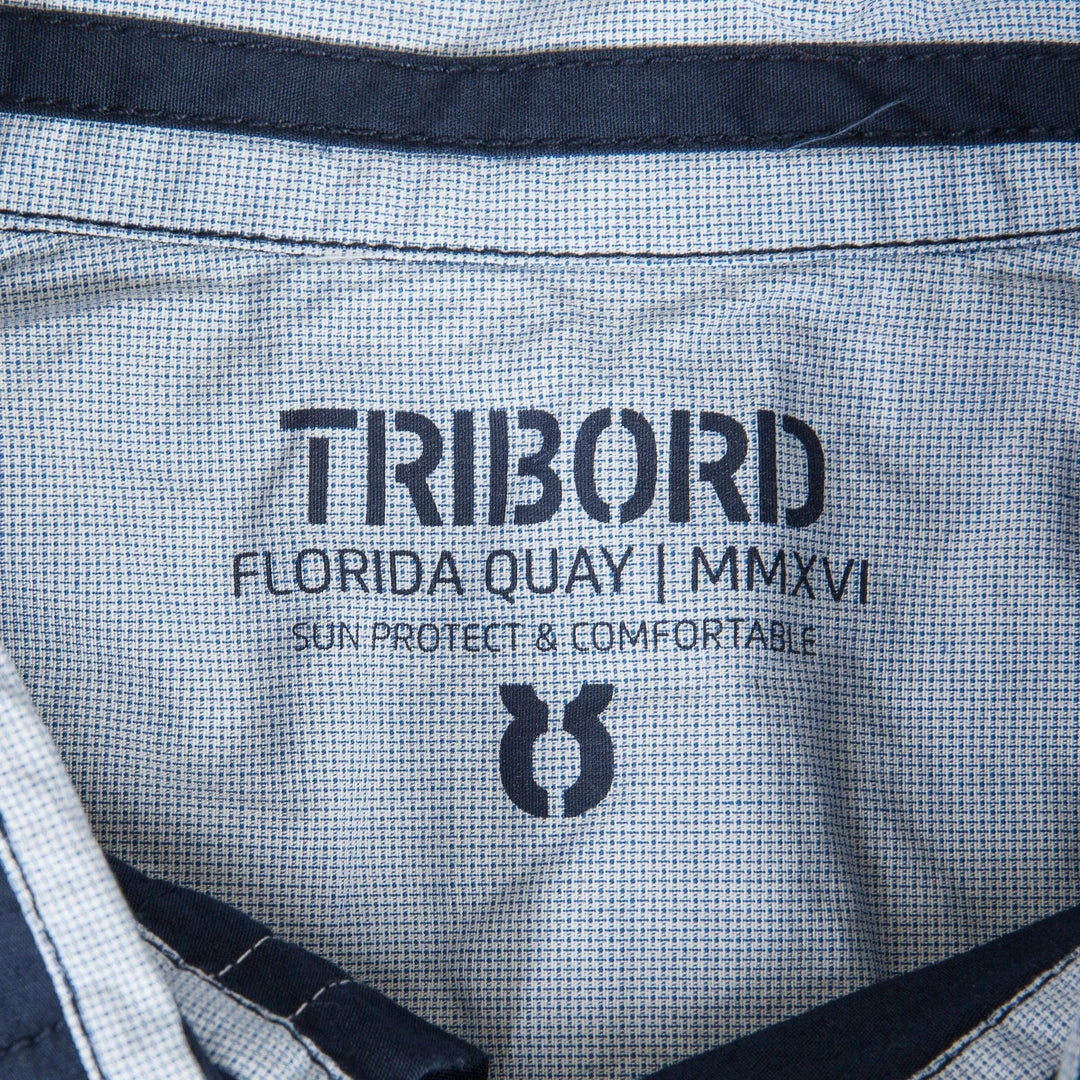 TRIBORD
FLORIDA QUAY | MMXVI
SUN PROTECT & COMFORTABLE